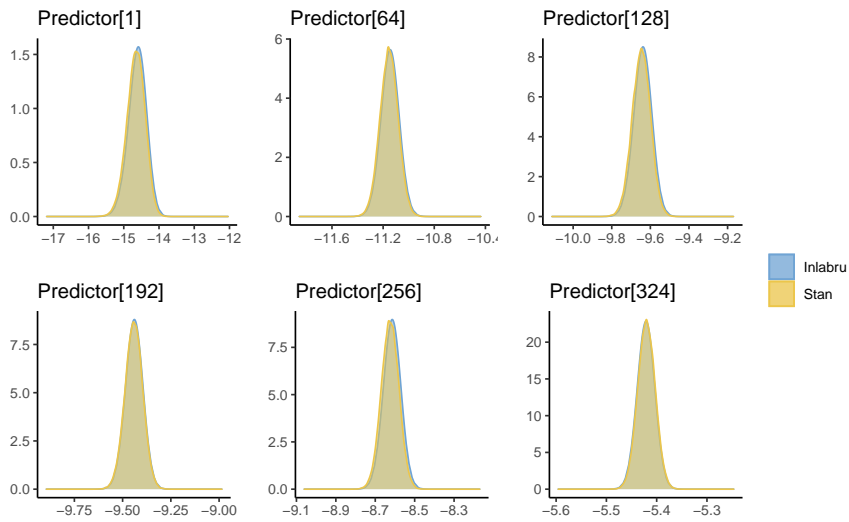 Predictor[1]
Predictor[64]
Predictor[128]
1.5
1.0
0.5
0.0
−17 −16 −15 −14 −13 −12
6
4
2
0
−11.6 −11.2 −10.8 −10.4
8
6
4
2
0
−10.0 −9.8 −9.6 −9.4 −9.2
Inlabru
Stan
Predictor[192]
Predictor[256]
Predictor[324]
7.5
5.0
2.5
0.0
−9.75 −9.50 −9.25 −9.00
7.5
5.0
2.5
0.0
−9.1 −8.9 −8.7 −8.5 −8.3
20
15
10
5
0
−5.6 −5.5 −5.4 −5.3